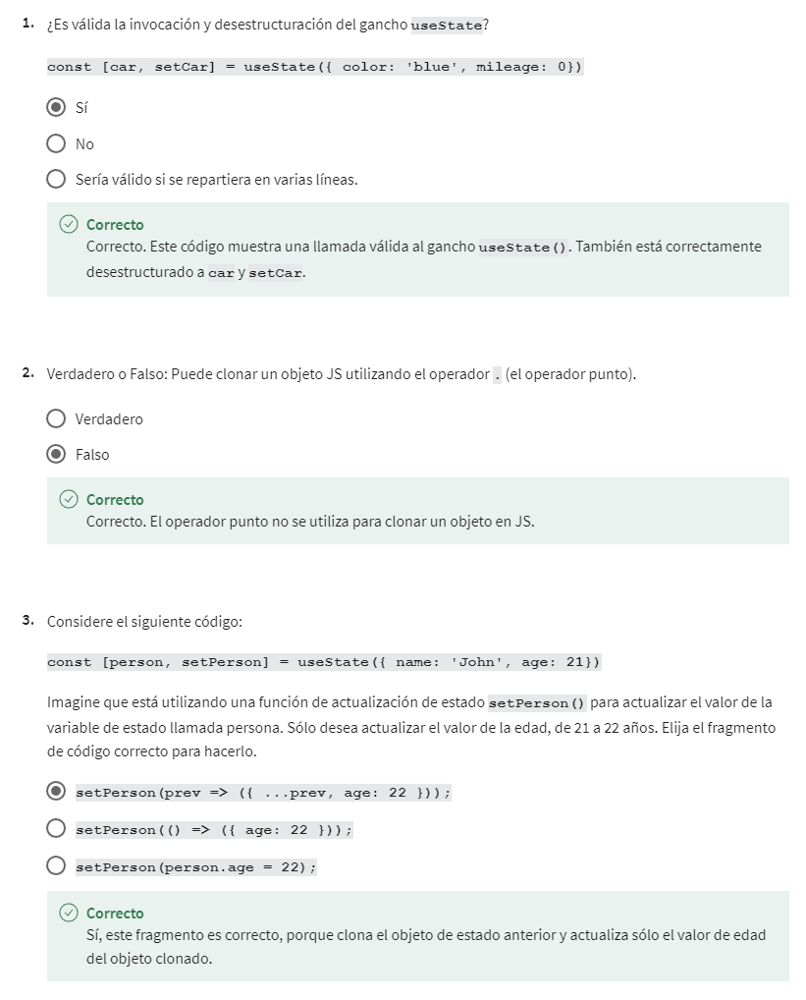 1. ¿Es válida la invocación y desestructuración del gancho useState?
const [car, setCar] = useState({ color: 'blue', mileage: 0})
Sí
No
Sería válido si se repartiera en varias líneas.
Correcto
Correcto. Este código muestra una llamada válida al gancho useState(). También está correctamente
desestructurado a car y setCar.
2. Verdadero o Falso: Puede clonar un objeto JS utilizando el operador . (el operador punto).
Verdadero
Falso
Correcto
Correcto. El operador punto no se utiliza para clonar un objeto en JS.
3. Considere el siguiente código:
const [person, setPerson] = useState({ name: 'John', age: 21})
Imagine que está utilizando una función de actualización de estado setPerson() para actualizar el valor de la
variable de estado llamada persona. Sólo desea actualizar el valor de la edad, de 21 a 22 años. Elija el fragmento
de código correcto para hacerlo.
setPerson(prev => ({ ...prev, age: 22 }));
setPerson(() => ({ age: 22 }));
setPerson(person.age = 22);
Correcto
Sí, este fragmento es correcto, porque clona el objeto de estado anterior y actualiza sólo el valor de edad
del objeto clonado.